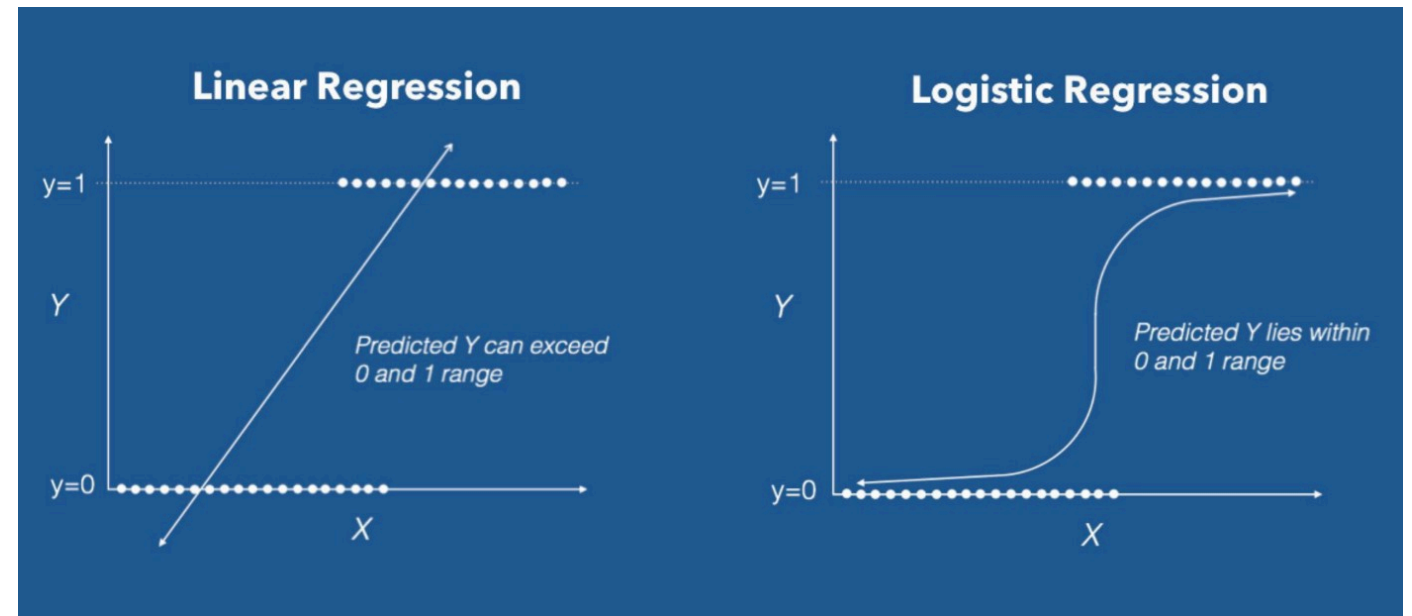 Linear Regression
y=1
Y
Predicted Y can exceed
0 and 1 range
y=0
X
Logistic Regression
y=1
Y
Predicted Y lies within
0 and 1 range
y=0
X